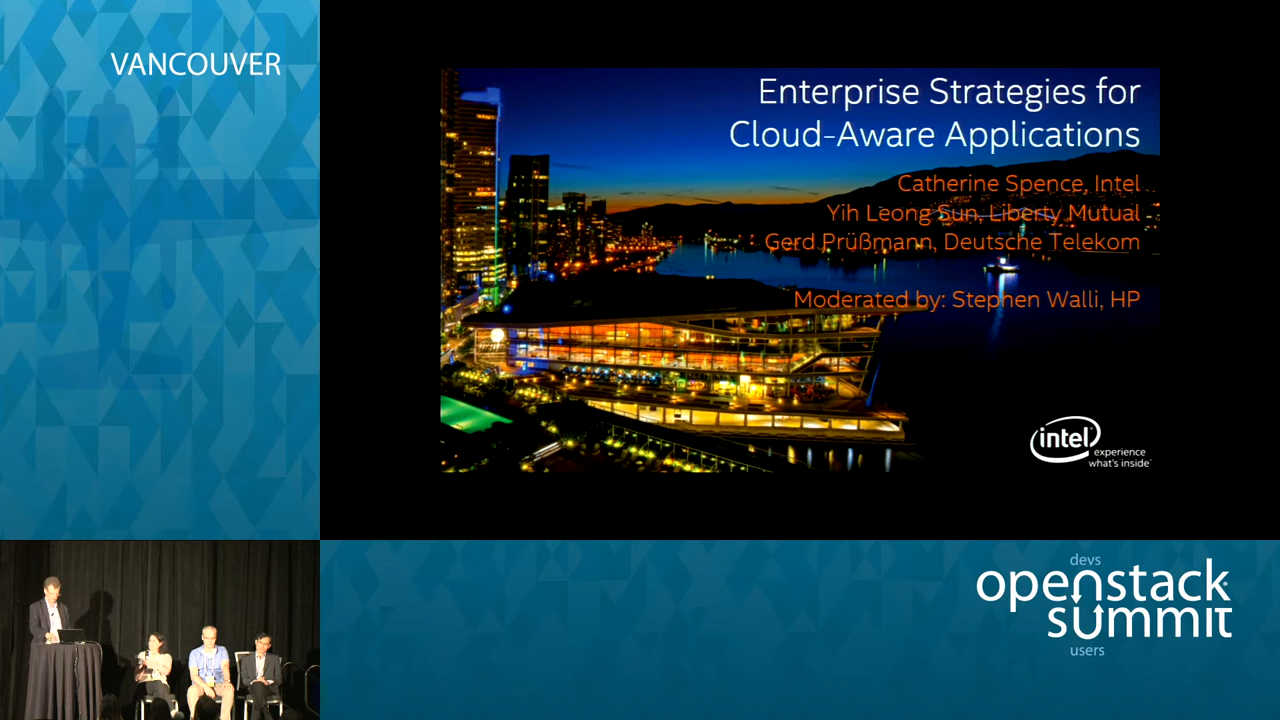 VANCOUVER
Enterprise Strategies for
Cloud-Aware Applications
Catherine Spence, Intel
Yih Leong Sun, Liberty Mutual
Gerd Prüßmann, Deutsche Telekom
Moderated by: Stephen Walli, HP
intel
experience
what's inside™
devs
openstack
summit
users